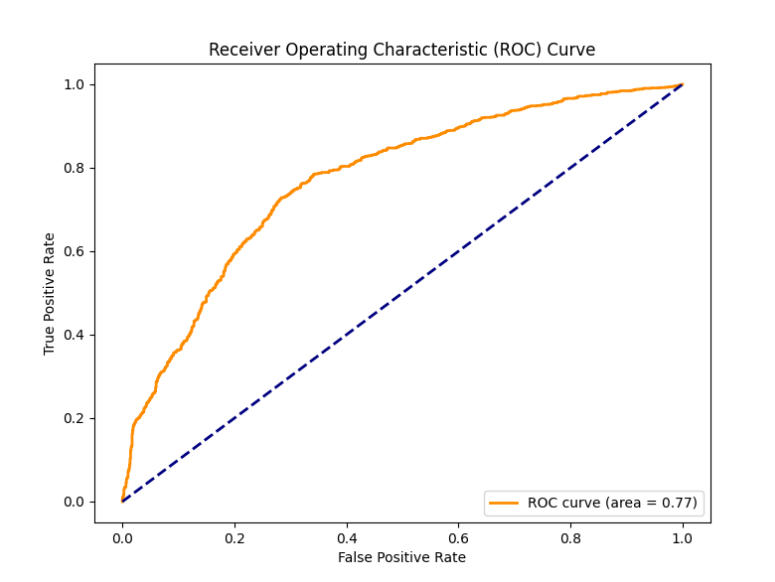 Receiver Operating Characteristic (ROC) Curve
True Positive Rate
1.0
0.8
0.6
0.4
0.2
0.0
ROC curve (area = 0.77)
0.0 0.2 0.4 0.6 0.8 1.0
False Positive Rate